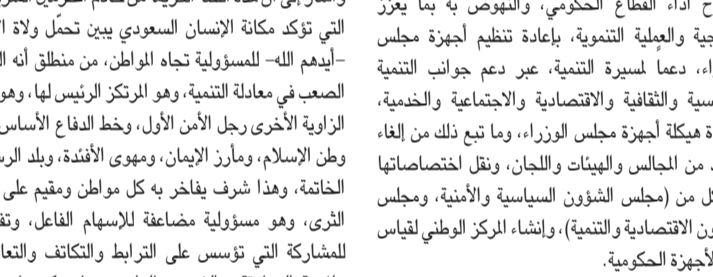 ح أداء القطاع الحكومي، والنهوض به بما يعزز
جية والعملية التنموية، بإعادة تنظيم أجهزة مجلس
اء، دعماً لمسيرة التنمية، عبر دعم جوانب التنمية
سية والثقافية والاقتصادية والاجتماعية والخدمية،
ة هيكلة أجهزة مجلس الوزراء، وما تبع ذلك من إلغاء
من المجالس والهيئات واللجان، ونقل اختصاصاتها
ل من (مجلس الشؤون السياسية والأمنية، ومجلس
ون الاقتصادية والتنمية)، وإنشاء المركز الوطني لقياس
لأجهزة الحكومية.
التي تؤكد مكانة الإنسان السعودي يبين تحمّل ولاة ا
–أيدهم الله– للمسؤولية تجاه المواطن، من منطلق أنه ا
الصعب في معادلة التنمية، وهو المرتكز الرئيس لها، وهو
الزاوية الأخرى رجل الأمن الأول، وخط الدفاع الأساس
وطن الإسلام، ومأرز الإيمان، ومهوى الأفئدة، وبلد الرس
الخاتمة، وهذا شرف يفاخر به كل مواطن ومقيم على
الثرى، وهو مسؤولية مضاعفة للإسهام الفاعل، وتف
للمشاركة التي تؤسس على الترابط والتكاتف والتعا